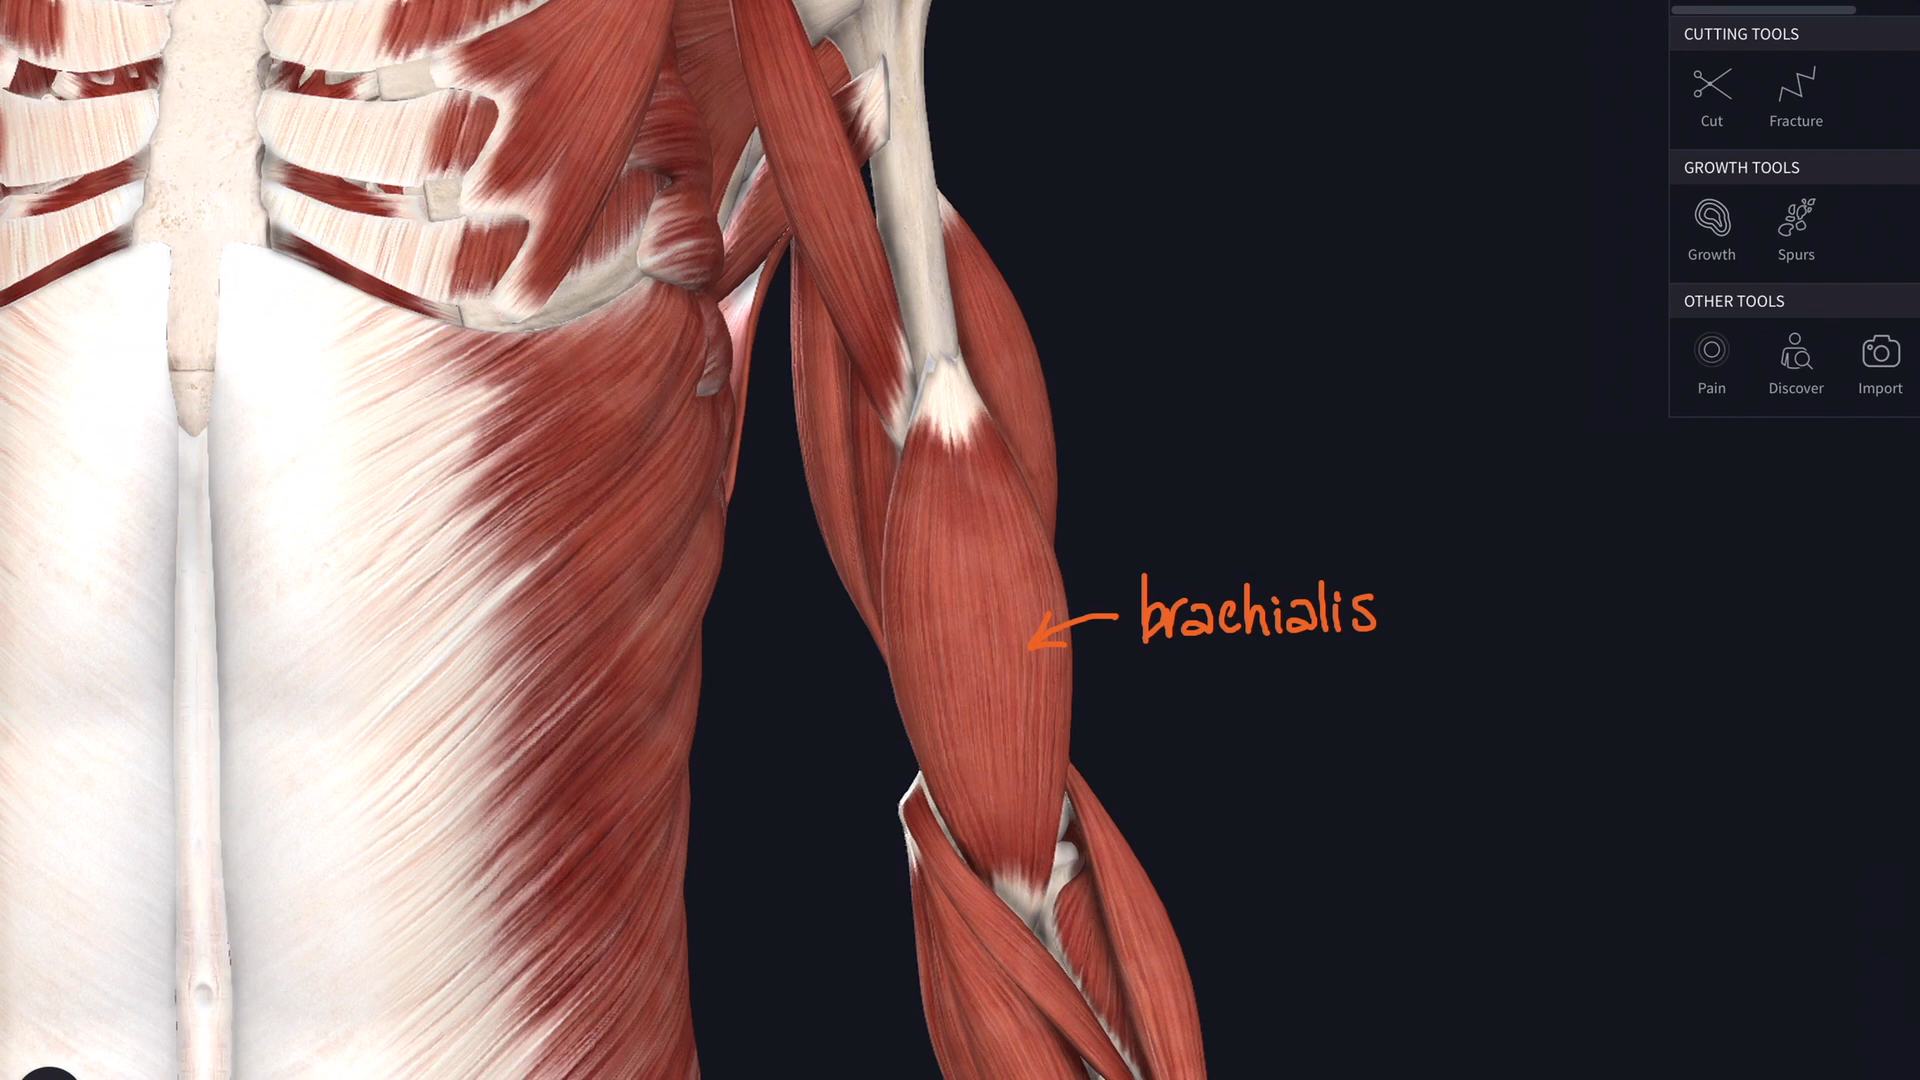 CUTTING TOOLS
Cut Fracture
GROWTH TOOLS
Growth Spurs
OTHER TOOLS
Pain Discover Import
brachialis